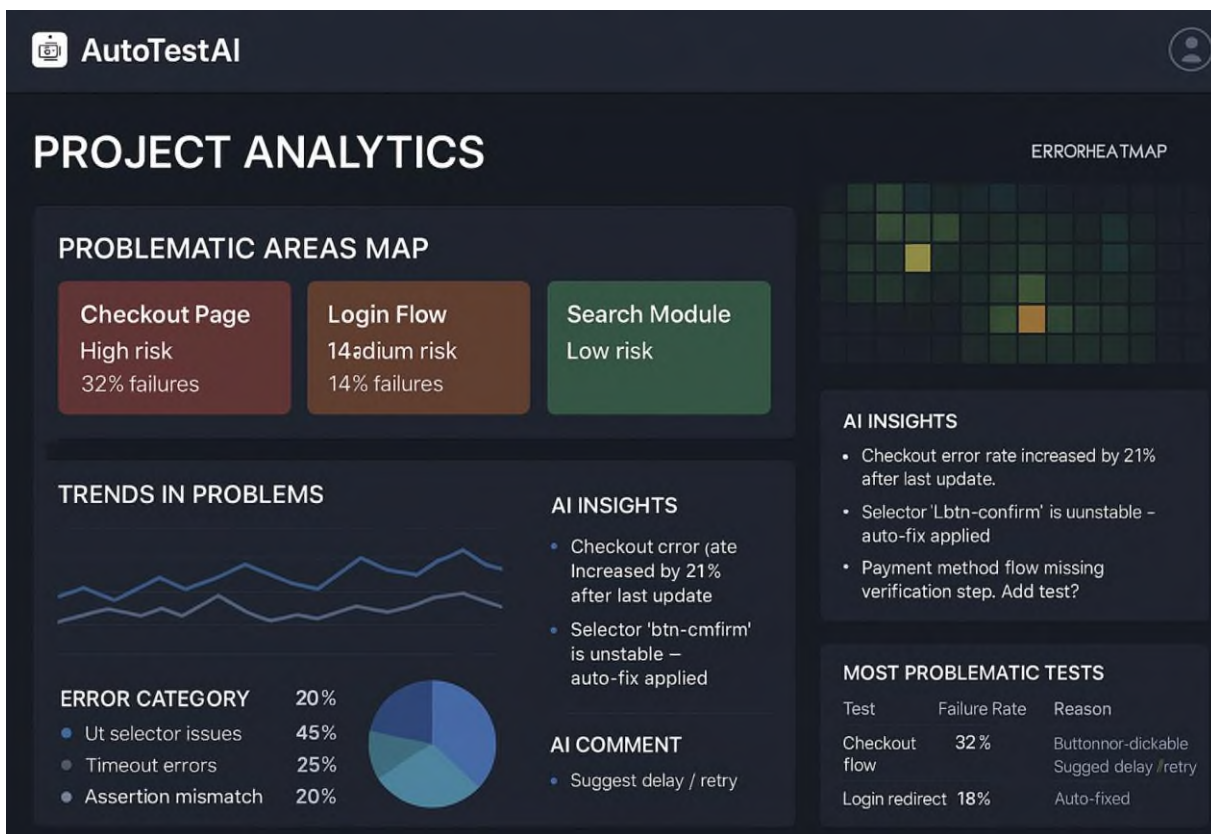 AutoTestAI
PROJECT ANALYTICS
PROBLEMATIC AREAS MAP
Checkout Page
High risk
32% failures
Login Flow
14adium risk
14% failures
Search Module
Low risk
TRENDS IN PROBLEMS
ERROR CATEGORY 20%
Ut selector issues 45%
Timeout errors 25%
Assertion mismatch 20%
AI INSIGHTS
• Checkout crror (ate
Increased by 21%
after last update
• Selector 'btn-cmfirm'
is unstable –
auto-fix applied
AI COMMENT
• Suggest delay / retry
ERRORHEATMAP
AI INSIGHTS
• Checkout error rate increased by 21%
after last update.
• Selector 'Lbtn-confirm' is uunstable –
auto-fix applied
• Payment method flow missing
verification step. Add test?
MOST PROBLEMATIC TESTS
Test Failure Rate Reason
Checkout 32% Buttonnor-dickable
flow Sugged delay /retry
Login redirect 18% Auto-fixed